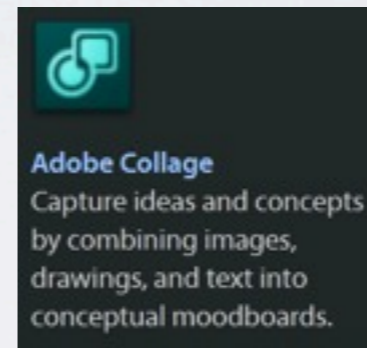 Adobe Collage
Capture ideas and concepts
by combining images,
drawings, and text into
conceptual moodboards.